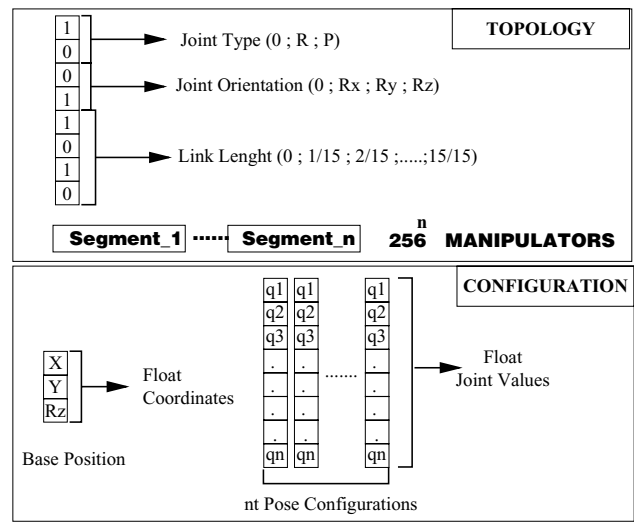 TOPOLOGY
1
0
0
1
1
0
1
0
Joint Type (0 ; R ; P)
Joint Orientation (0 ; Rx ; Ry ; Rz)
Link Lenght (0 ; 1/15 ; 2/15 ;.....;15/15)
Segment_1 ...... Segment_n 256^n MANIPULATORS
CONFIGURATION
X
Y
Rz
Float
Coordinates
Base Position
q1 q1 q1
q2 q2 q2
q3 q3 q3
. . .
. . . .......
. . .
. . .
qn qn qn
Float
Joint Values
nt Pose Configurations